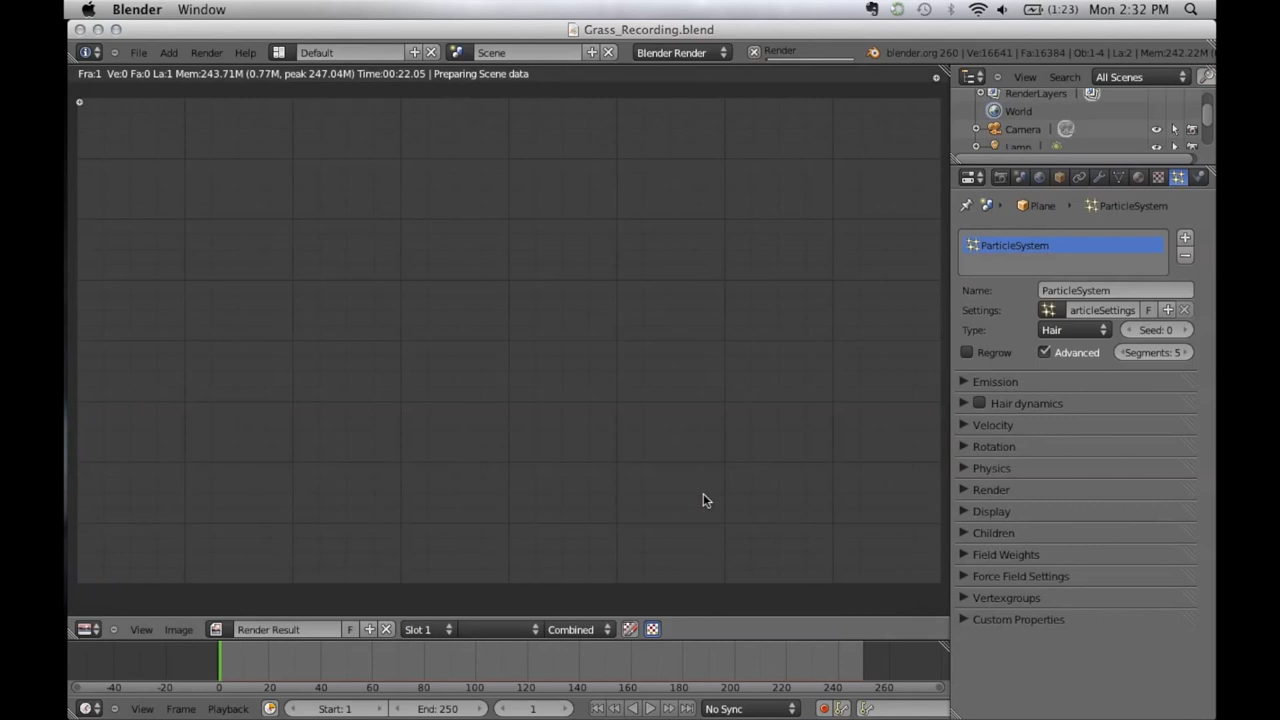 Blender Window (1:23) Mon 2:32 PM
Grass_Recording.blend
File Add Render Help Default Scene Blender Render Render blender.org 260 | Ve:16641 | Fa:16384 | Ob:1-4 | La:2 | Mem:242.22M
Fra:1 Ve:0 Fa:0 La:1 Mem:243.71M (0.77M, peak 247.04M) Time:00:22.05 | Preparing Scene data
View Search All Scenes
RenderLayers
World
Camera
Lamp
Plane ParticleSystem
ParticleSystem
Name: ParticleSystem
Settings: articleSettings F
Type: Hair Seed: 0
Regrow Advanced Segments: 5
Emission
Hair dynamics
Velocity
Rotation
Physics
Render
Display
Children
Field Weights
Force Field Settings
Vertexgroups
Custom Properties
View Image Render Result F Slot 1 Combined
-40 -20 0 20 40 60 80 100 120 140 160 180 200 220 240 260
View Frame Playback Start: 1 End: 250 1 No Sync